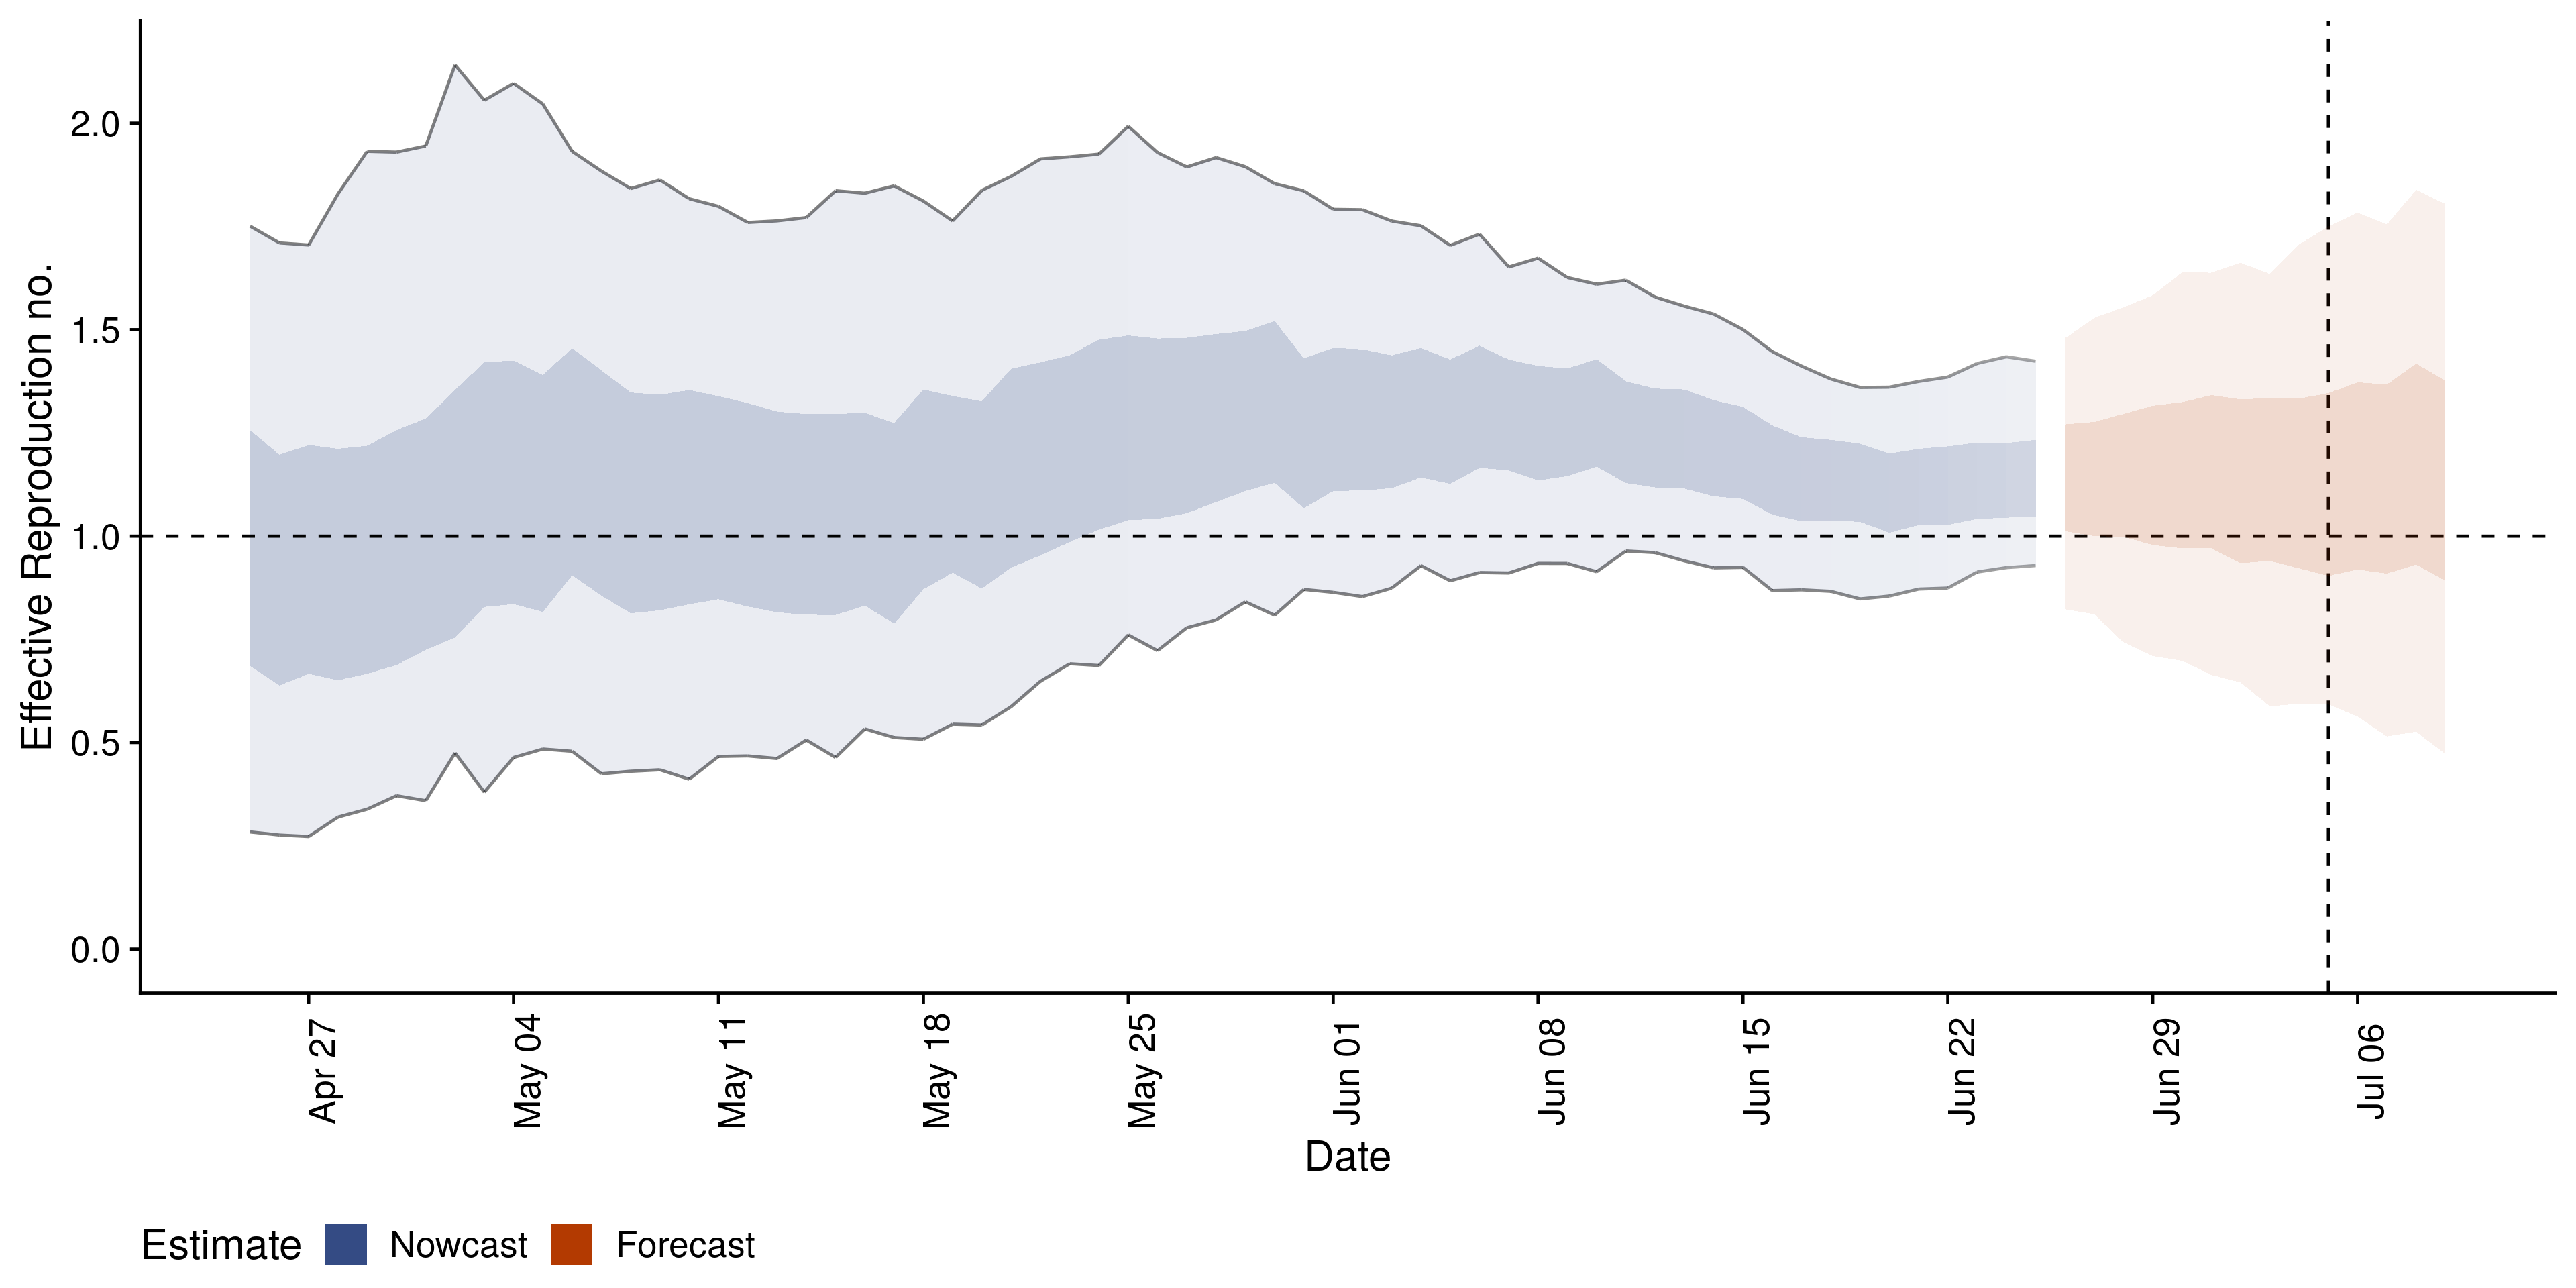 Effective Reproduction no.
2.0
1.5
1.0
0.5
0.0
Apr 27
May 04
May 11
May 18
May 25
Jun 01
Jun 08
Jun 15
Jun 22
Jun 29
Jul 06
Date
Estimate Nowcast Forecast